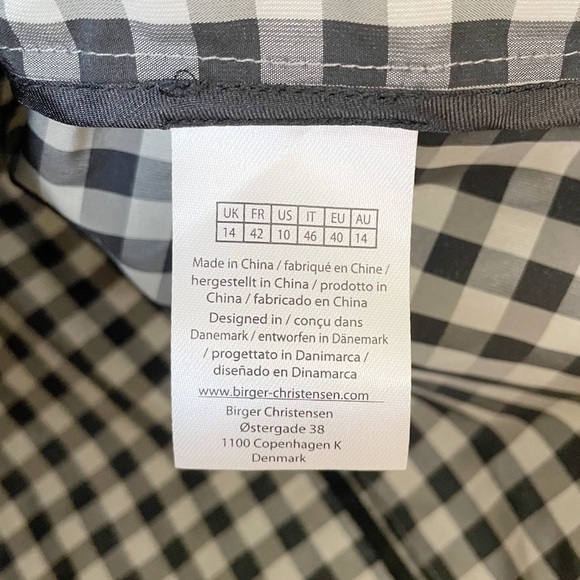 UK FR US IT EU AU
14 42 10 46 40 14
Made in China / fabriqué en Chine /
hergestellt in China / prodotto in
China / fabricado en China
Designed in / conçu dans
Danemark / entworfen in Dänemark
/ progettato in Danimarca /
diseñado en Dinamarca
www.birger-christensen.com
Birger Christensen
Østergade 38
1100 Copenhagen K
Denmark